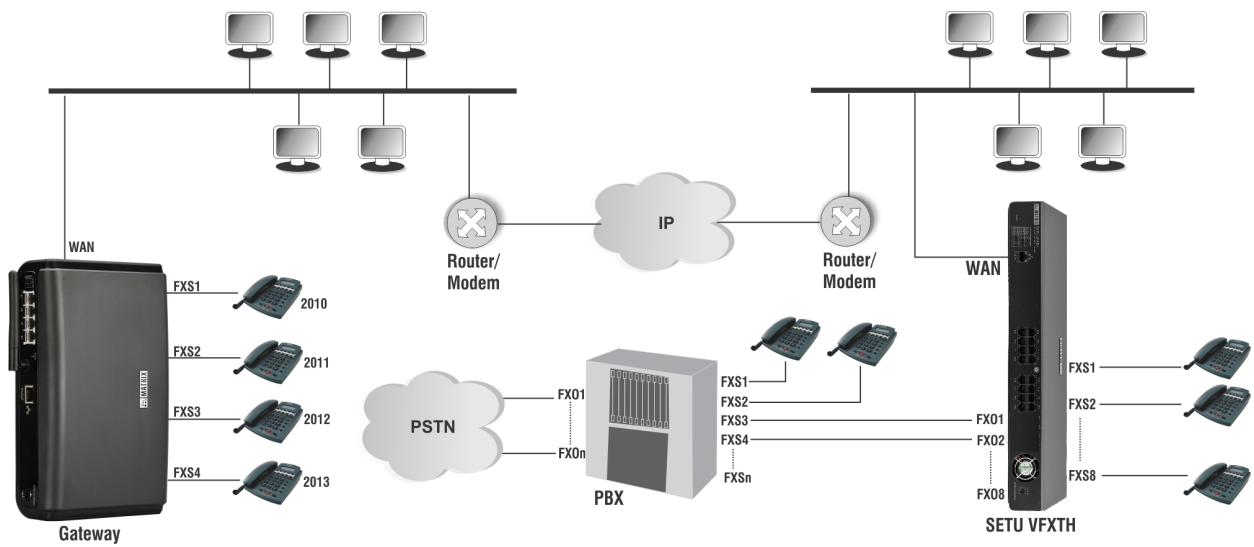 WAN
Router/
Modem
IP
Router/
Modem
WAN
FXS1
2010
FXS2
2011
FXS3
2012
FXS4
2013
MATRIX
Gateway
PSTN
FXO1
FXOn
PBX
FXS1
FXS2
FXS3
FXS4
FXSn
FXO1
FXO2
FXO8
FXS1
FXS2
FXS8
SETU VFXTH